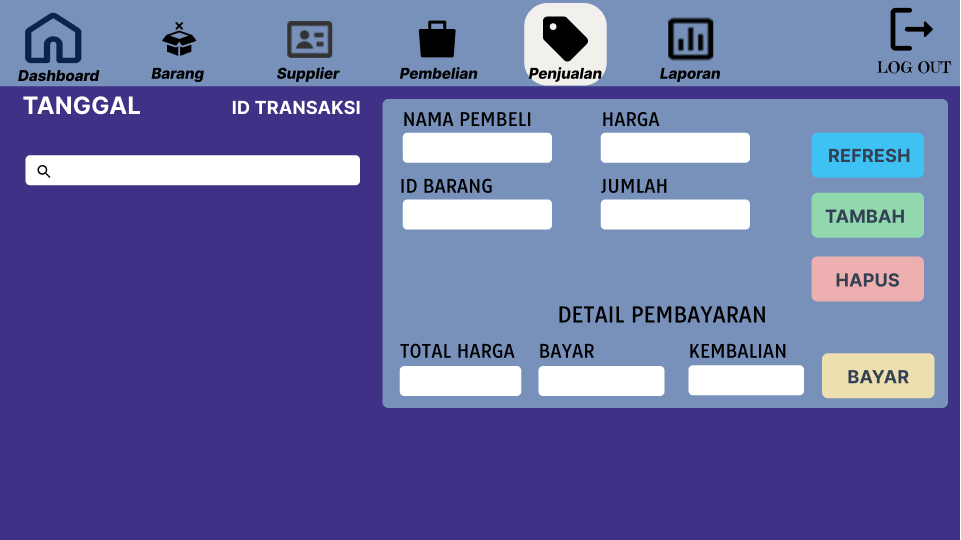 Dashboard
Barang
Supplier
Pembelian
Penjualan
Laporan
LOG OUT
TANGGAL
ID TRANSAKSI
NAMA PEMBELI
HARGA
ID BARANG
JUMLAH
REFRESH
TAMBAH
HAPUS
DETAIL PEMBAYARAN
TOTAL HARGA
BAYAR
KEMBALIAN
BAYAR